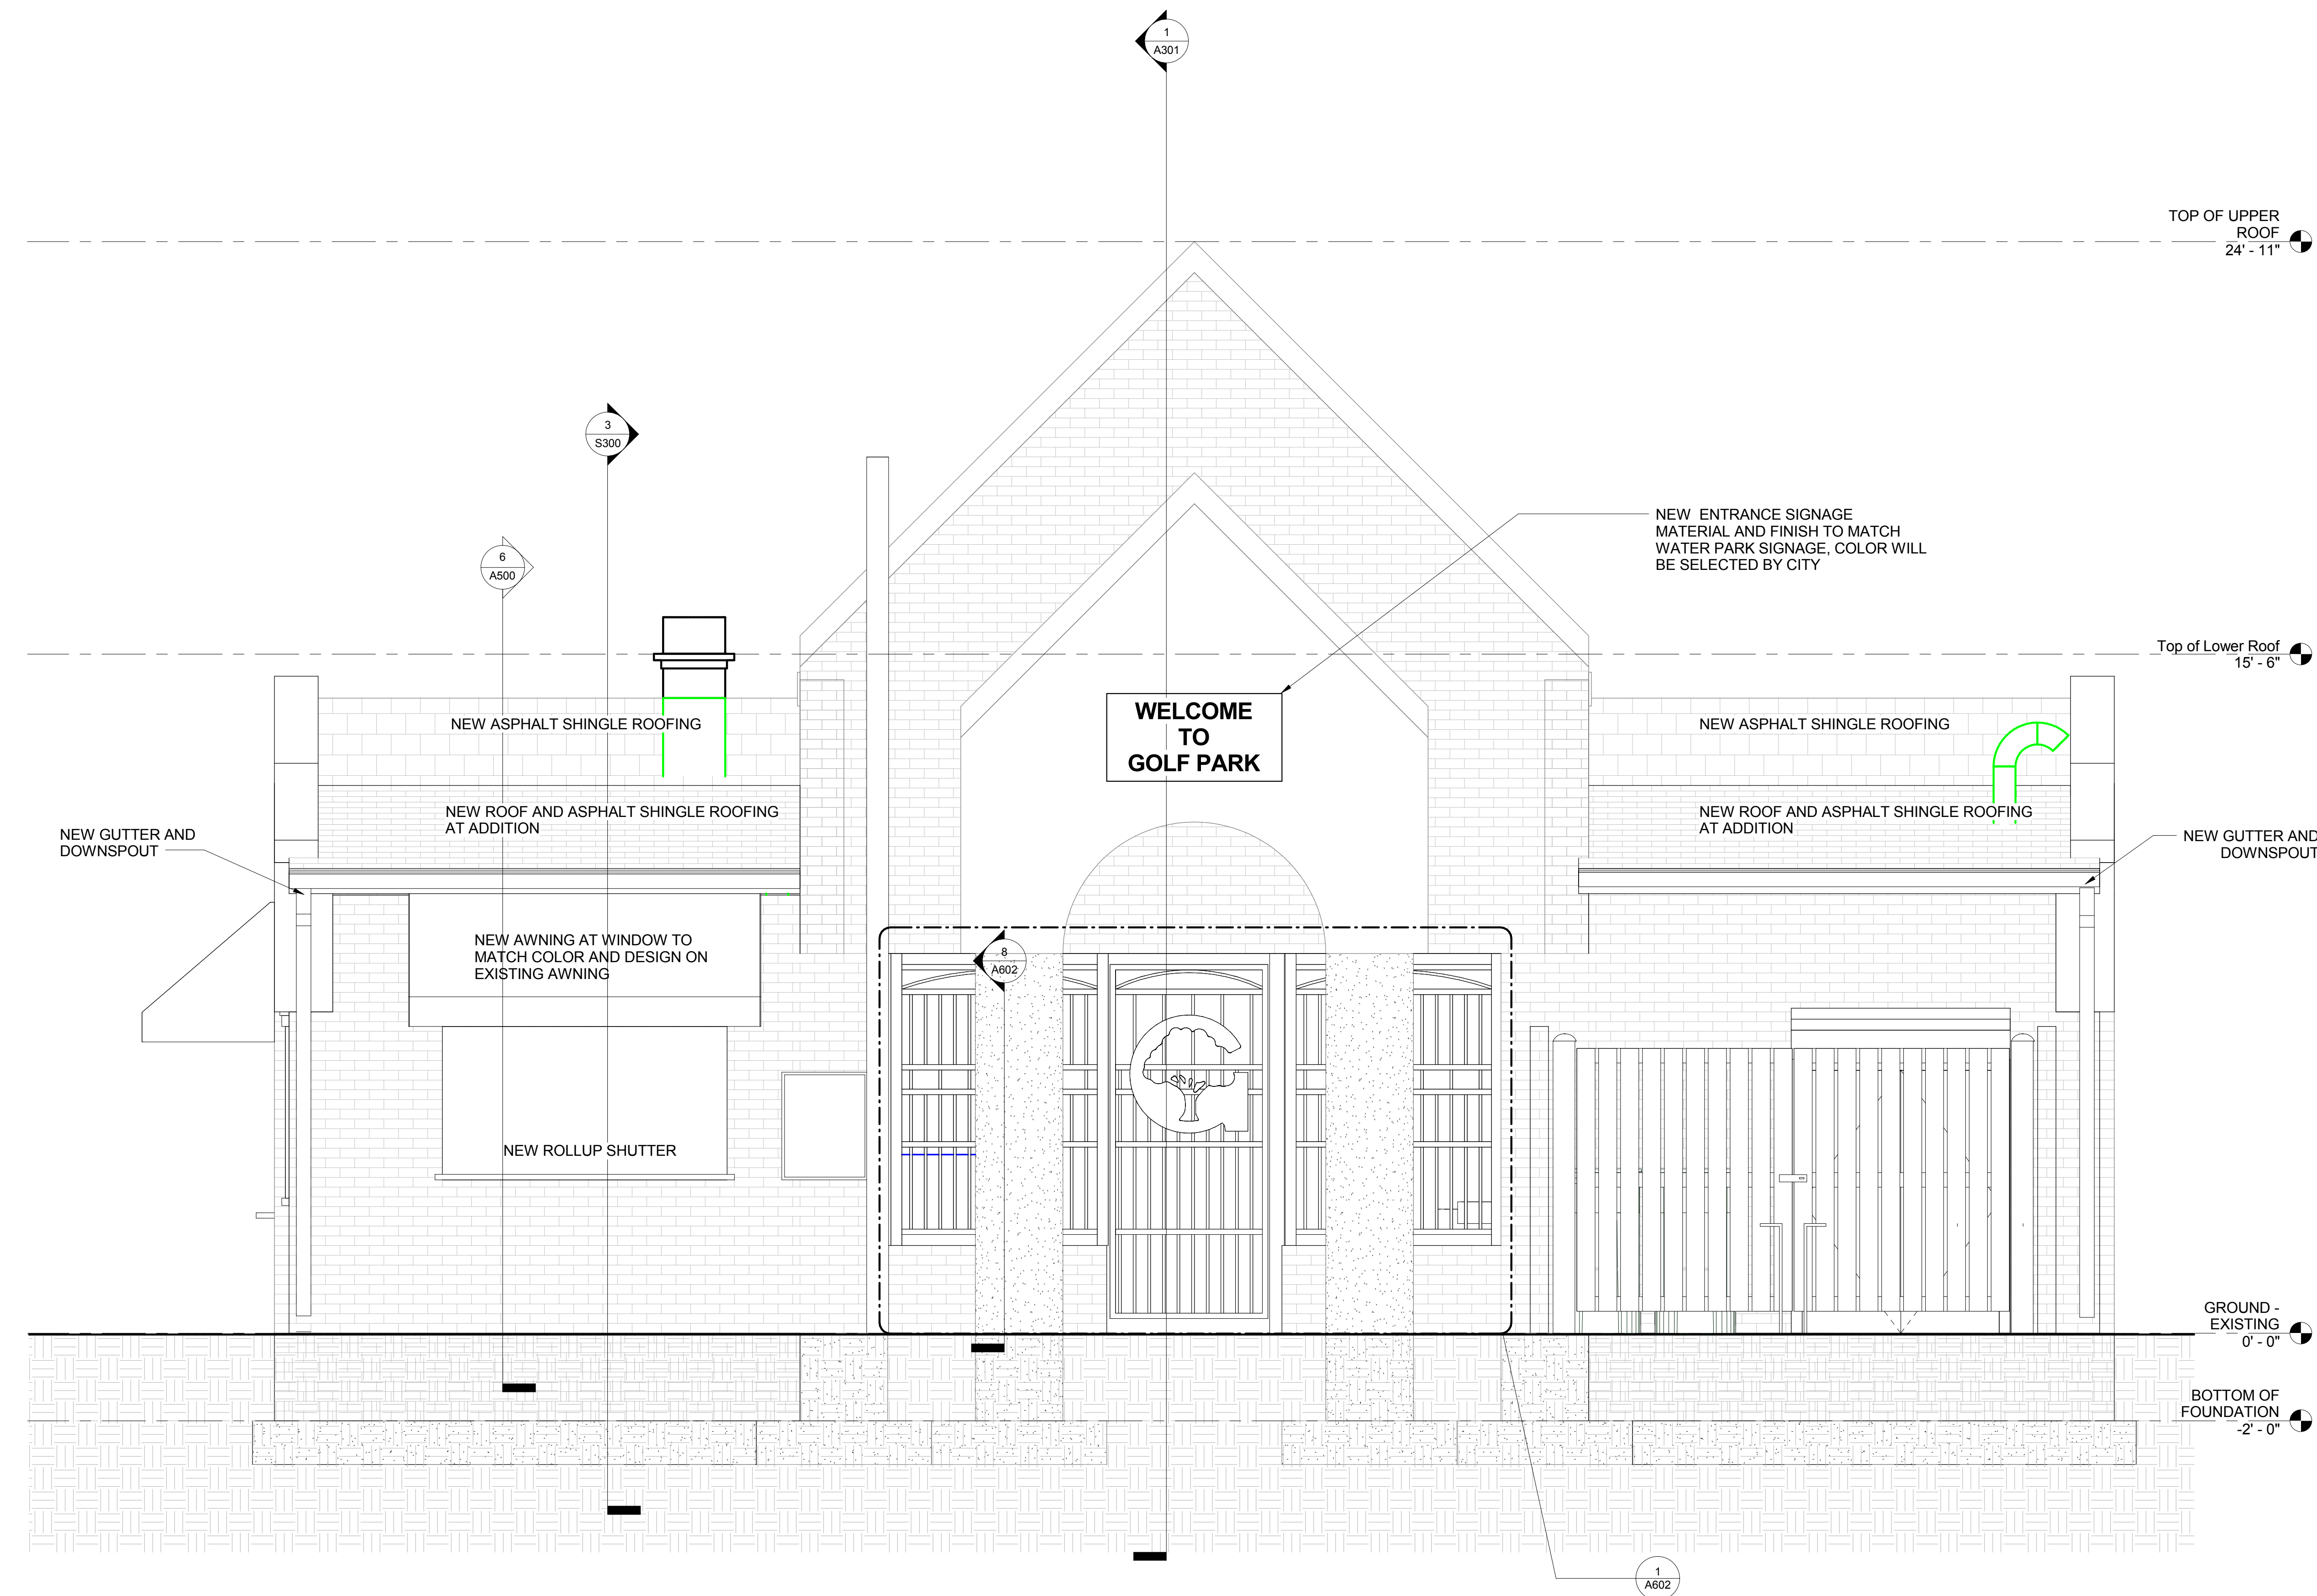 1
A301
TOP OF UPPER
ROOF
24' - 11"
3
S300
NEW  ENTRANCE SIGNAGE
MATERIAL AND FINISH TO MATCH
WATER PARK SIGNAGE, COLOR WILL
BE SELECTED BY CITY
6
A500
Top of Lower Roof
15' - 6"
NEW ASPHALT SHINGLE ROOFING
WELCOME
TO
GOLF PARK
NEW ASPHALT SHINGLE ROOFING
NEW ROOF AND ASPHALT SHINGLE ROOFING
AT ADDITION
NEW ROOF AND ASPHALT SHINGLE ROOFING
AT ADDITION
NEW GUTTER AND
DOWNSPOUT
NEW GUTTER AND
DOWNSPOUT
NEW AWNING AT WINDOW TO
MATCH COLOR AND DESIGN ON
EXISTING AWNING
8
A602
NEW ROLLUP SHUTTER
GROUND -
EXISTING
0' - 0"
BOTTOM OF
FOUNDATION
-2' - 0"
1
A602